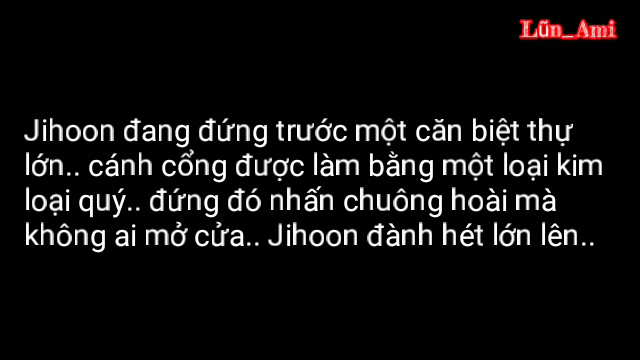 Lũn_Ami
Jihoon đang đứng trước một căn biệt thự
lớn.. cánh cổng được làm bằng một loại kim
loại quý.. đứng đó nhấn chuông hoài mà
không ai mở cửa.. Jihoon đành hét lớn lên..